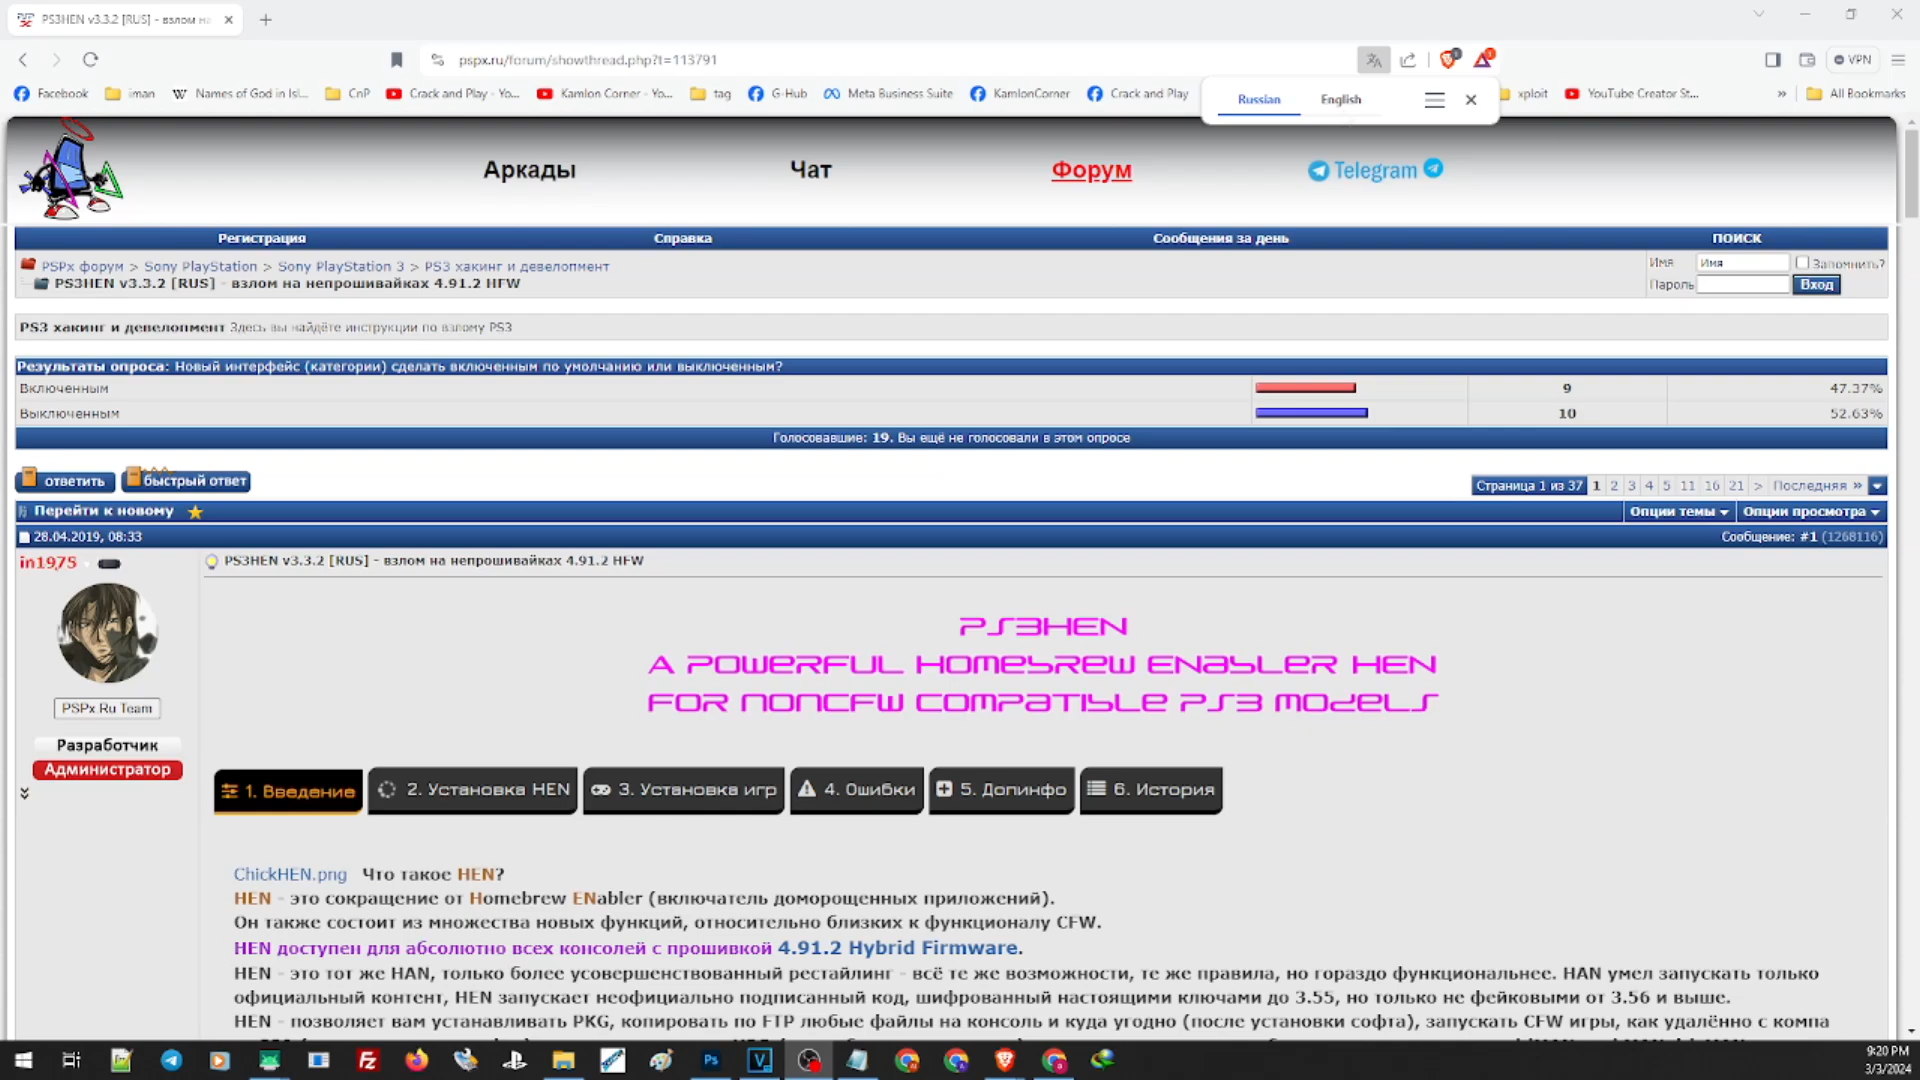 PS3HEN v3.3.2 [RUS] - взлом на
pspx.ru/forum/showthread.php?t=113791
VPN
Facebook
iman
Names of God in Isl...
CnP
Crack and Play - Yo...
Kamlon Corner - Yo...
tag
G-Hub
Meta Business Suite
KamlonCorner
Crack and Play
Russian
English
xploit
YouTube Creator St...
All Bookmarks
Аркады
Чат
Форум
Telegram
Регистрация
Справка
Сообщения за день
ПОИСК
PSPx форум > Sony PlayStation > Sony PlayStation 3 > PS3 хакинг и девелопмент
PS3HEN v3.3.2 [RUS] - взлом на непрошивайках 4.91.2 HFW
Имя
Имя
Запомнить?
Пароль
Вход
PS3 хакинг и девелопмент Здесь вы найдёте инструкции по взлому PS3
Результаты опроса: Новый интерфейс (категории) сделать включенным по умолчанию или выключенным?
Включенным 9 47.37%
Выключенным 10 52.63%
Голосовавшие: 19. Вы ещё не голосовали в этом опросе
ответить
быстрый ответ
Страница 1 из 37 1 2 3 4 5 11 16 21 > Последняя »
Перейти к новому
Опции темы
Опции просмотра
28.04.2019, 08:33
Сообщение: #1 (1268116)
in1975
PSPx Ru Team
Разработчик
Администратор
PS3HEN v3.3.2 [RUS] - взлом на непрошивайках 4.91.2 HFW
PS3HEN
A POWERFUL HOMEBREW ENABLER HEN
FOR NONCFW COMPATIBLE PS3 MODELS
1. Введение
2. Установка HEN
3. Установка игр
4. Ошибки
5. Допинфо
6. История
ChickHEN.png Что такое HEN?
HEN - это сокращение от Homebrew ENabler (включатель доморощенных приложений).
Он также состоит из множества новых функций, относительно близких к функционалу CFW.
HEN доступен для абсолютно всех консолей с прошивкой 4.91.2 Hybrid Firmware.
HEN - это тот же HAN, только более усовершенствованный рестайлинг - всё те же возможности, те же правила, но гораздо функциональнее. HAN умел запускать только
официальный контент, HEN запускает неофициально подписанный код, шифрованный настоящими ключами до 3.55, но только не фейковыми от 3.56 и выше.
HEN - позволяет вам устанавливать PKG, копировать по FTP любые файлы на консоль и куда угодно (после установки софта), запускать CFW игры, как удалённо с компа
9:20 PM
3/3/2024